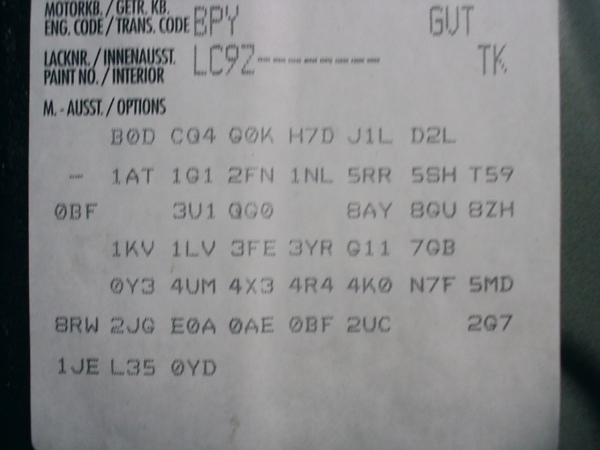 MOTORKB. / GETR. KB.
ENG. CODE / TRANS. CODE BPY GVT
LACKNR. / INNENAUSST. LC9Z-------- TK
PAINT NO. / INTERIOR
M. - AUSST. / OPTIONS
B0D CQ4 G0K H7D J1L D2L
- 1AT 1G1 2FN 1NL 5RR 5SH T59
0BF 3U1 QG0 8AY 8GU 8ZH
1KV 1LV 3FE 3YR G11 7GB
0Y3 4UM 4X3 4R4 4K0 N7F 5MD
8RW 2JG E0A 0AE 0BF 2UC 2G7
1JE L35 0YD